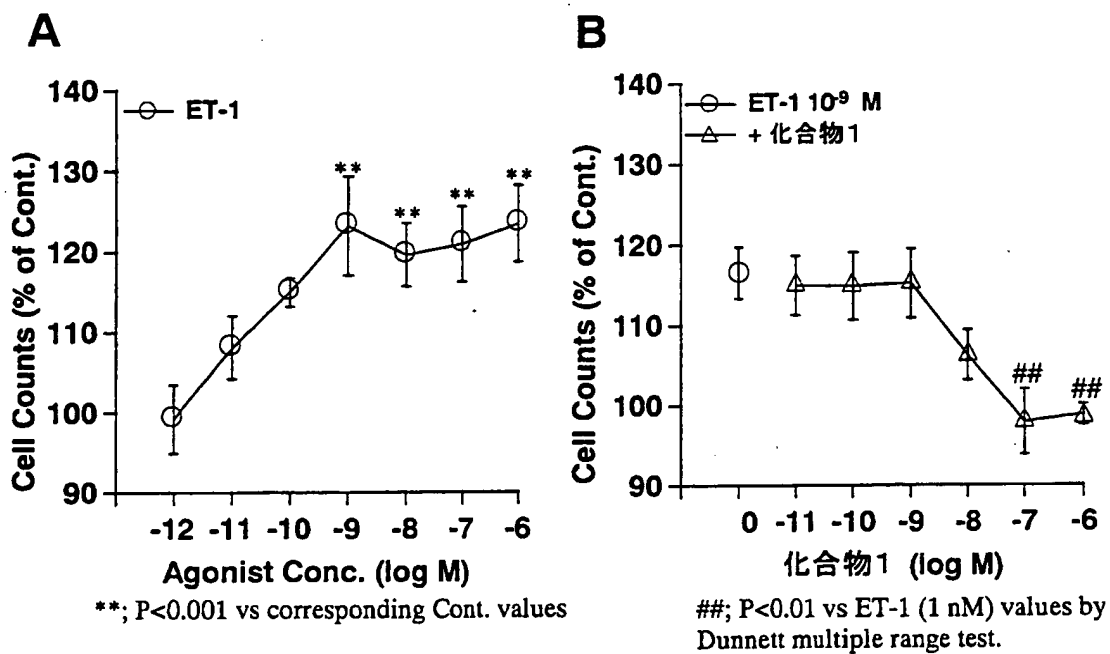 A
Cell Counts (% of Cont.)
140
130
120
110
100
90
ET-1
**
**
**
**
-12 -11 -10 -9 -8 -7 -6
Agonist Conc. (log M)
**; P<0.001 vs corresponding Cont. values
B
Cell Counts (% of Cont.)
140
130
120
110
100
90
ET-1 10⁻⁹ M
+ 化合物1
##
##
0 -11 -10 -9 -8 -7 -6
化合物1 (log M)
##; P<0.01 vs ET-1 (1 nM) values by
Dunnett multiple range test.